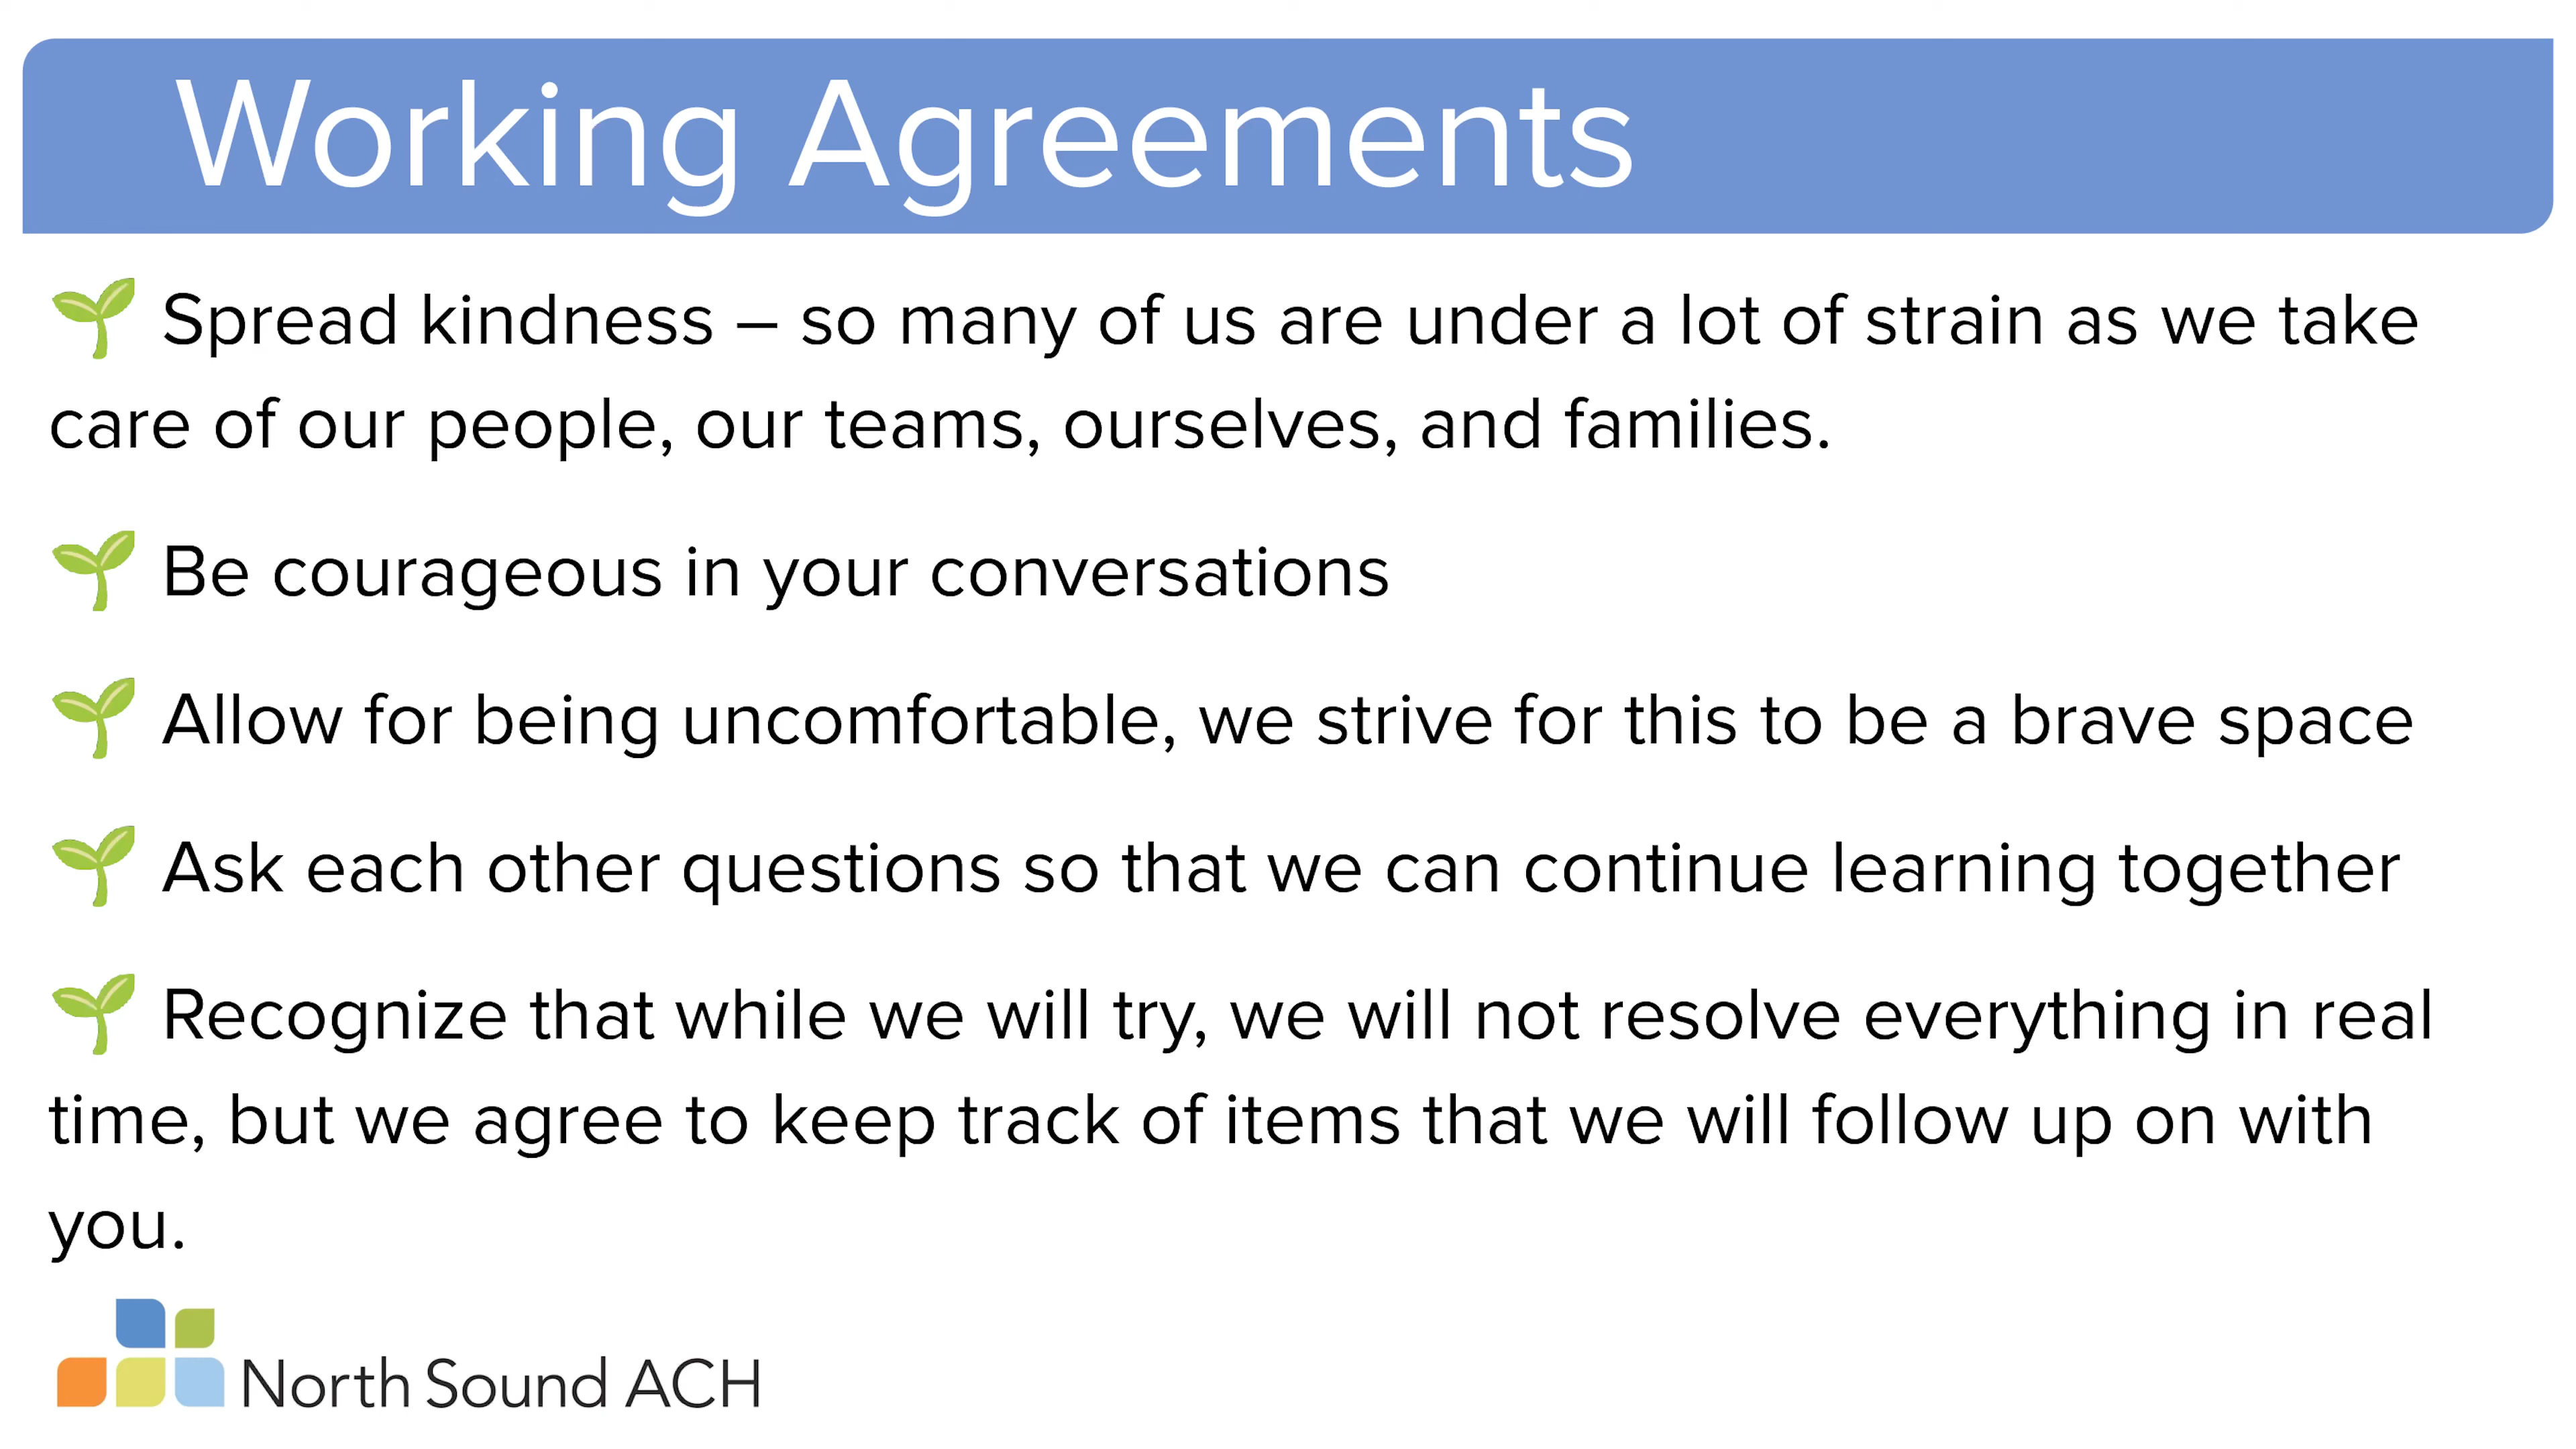 Working Agreements
🌱 Spread kindness – so many of us are under a lot of strain as we take
care of our people, our teams, ourselves, and families.
🌱 Be courageous in your conversations
🌱 Allow for being uncomfortable, we strive for this to be a brave space
🌱 Ask each other questions so that we can continue learning together
🌱 Recognize that while we will try, we will not resolve everything in real
time, but we agree to keep track of items that we will follow up on with
you.
North Sound ACH